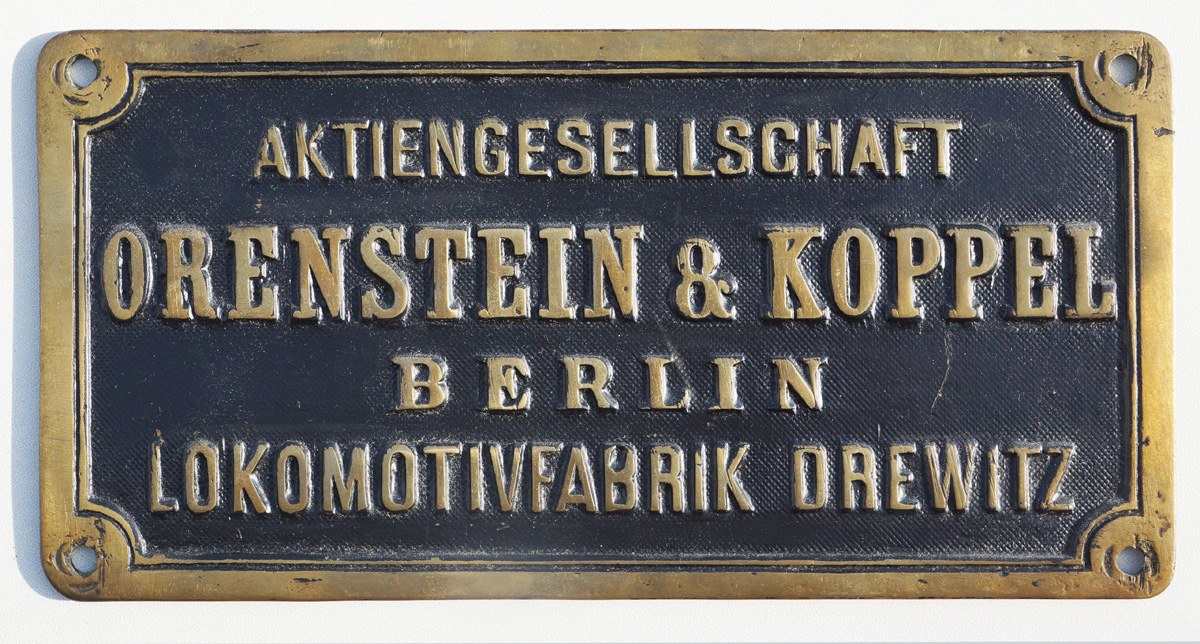 AKTIENGESELLSCHAFT
ORENSTEIN & KOPPEL
BERLIN
LOKOMOTIVFABRIK DREWITZ